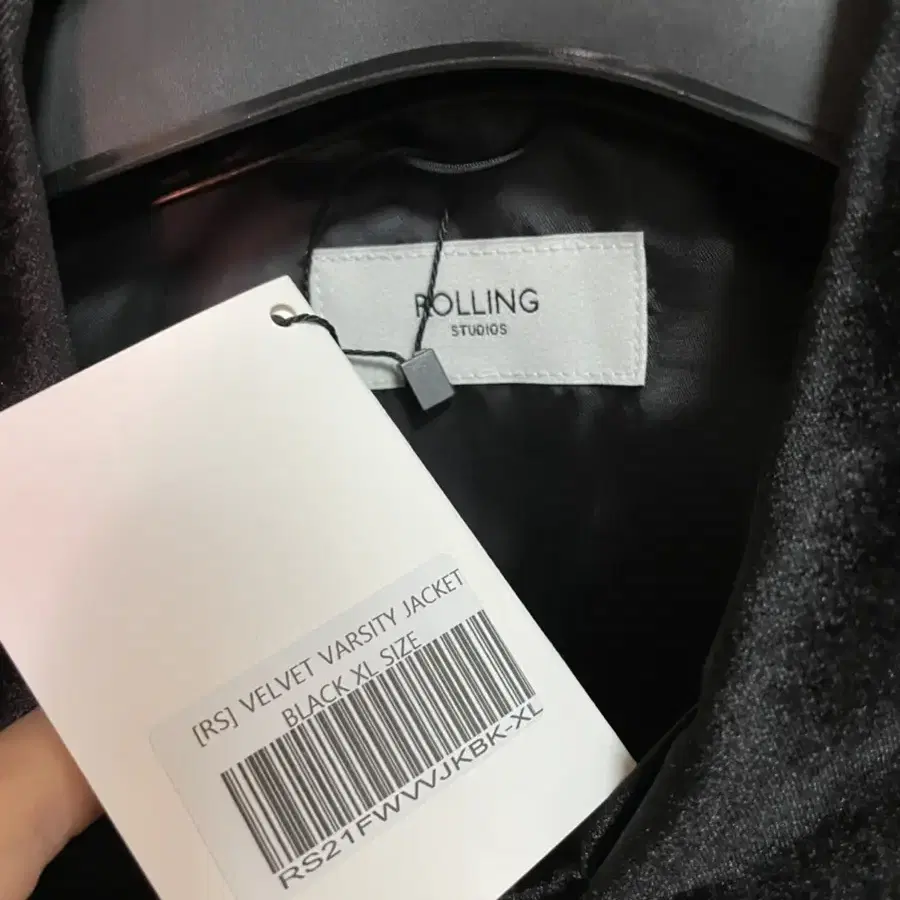 ROLLING
STUDIOS
[RS] VELVET VARSITY JACKET
BLACK XL SIZE
RS21FWVVJKBK-XL